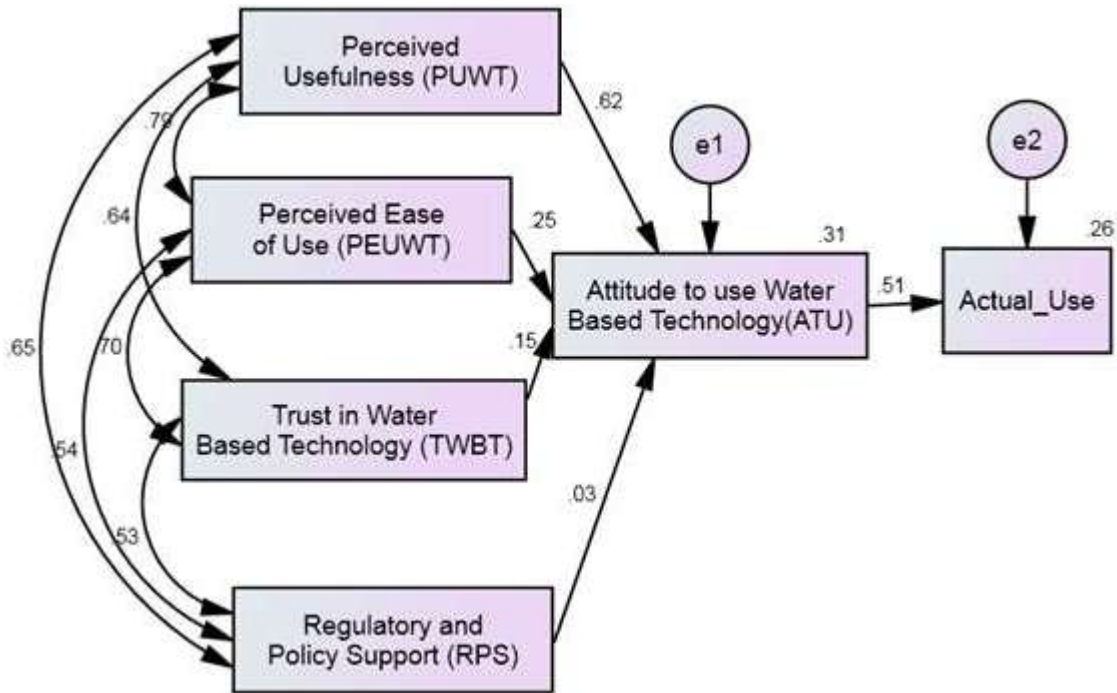 Perceived
Usefulness (PUWT)
.79
.62
e1
e2
.64
Perceived Ease
of Use (PEUWT)
.25
.31
.26
Attitude to use Water
Based Technology(ATU)
.51
Actual_Use
.65
.70
.15
Trust in Water
Based Technology (TWBT)
.54
.53
.03
Regulatory and
Policy Support (RPS)